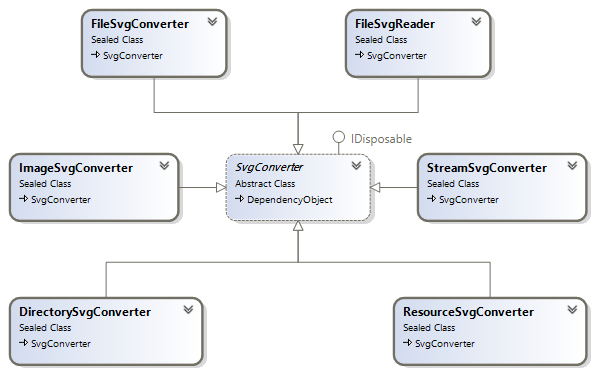 FileSvgConverter
Sealed Class
SvgConverter
FileSvgReader
Sealed Class
SvgConverter
IDisposable
ImageSvgConverter
Sealed Class
SvgConverter
SvgConverter
Abstract Class
DependencyObject
StreamSvgConverter
Sealed Class
SvgConverter
DirectorySvgConverter
Sealed Class
SvgConverter
ResourceSvgConverter
Sealed Class
SvgConverter